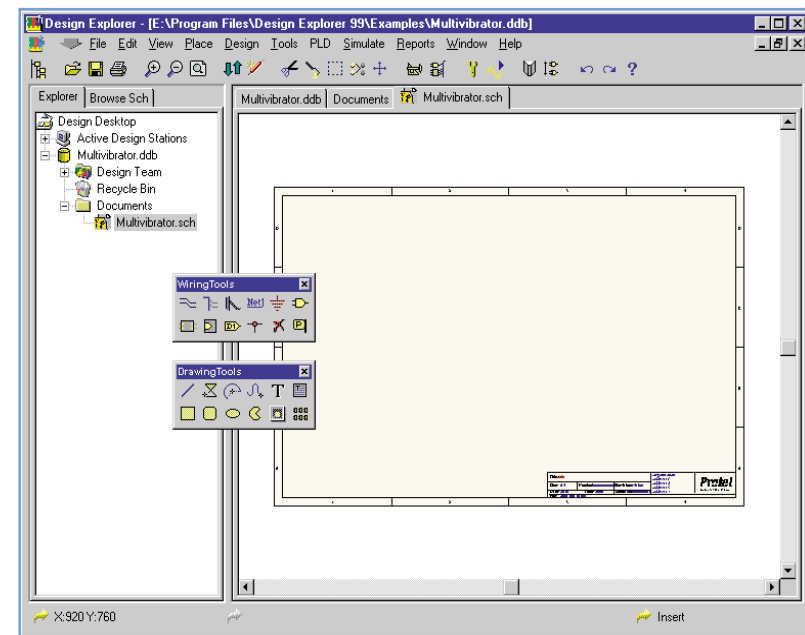 Design Explorer - [E:\Program Files\Design Explorer 99\Examples\Multivibrator.ddb]
File Edit View Place Design Tools PLD Simulate Reports Window Help
Explorer Browse Sch
Multivibrator.ddb Documents Multivibrator.sch
Design Desktop
Active Design Stations
Multivibrator.ddb
Design Team
Recycle Bin
Documents
Multivibrator.sch
WiringTools
Net1
D1
P
DrawingTools
T
Protel
X:920 Y:760
Insert